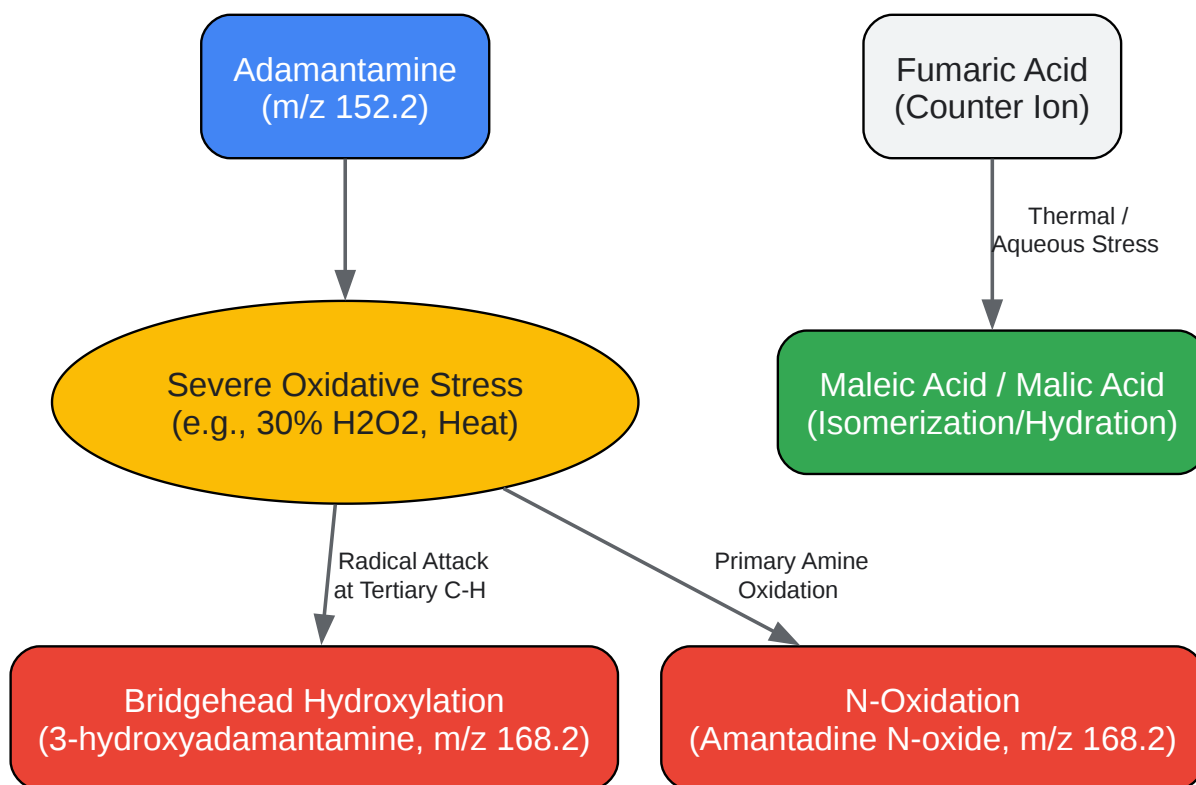 Adamantamine
(m/z 152.2)
Fumaric Acid
(Counter Ion)
Thermal /
Aqueous Stress
Severe Oxidative Stress
(e.g., 30% H2O2, Heat)
Maleic Acid / Malic Acid
(Isomerization/Hydration)
Radical Attack
at Tertiary C-H
Primary Amine
Oxidation
Bridgehead Hydroxylation
(3-hydroxyadamantamine, m/z 168.2)
N-Oxidation
(Amantadine N-oxide, m/z 168.2)